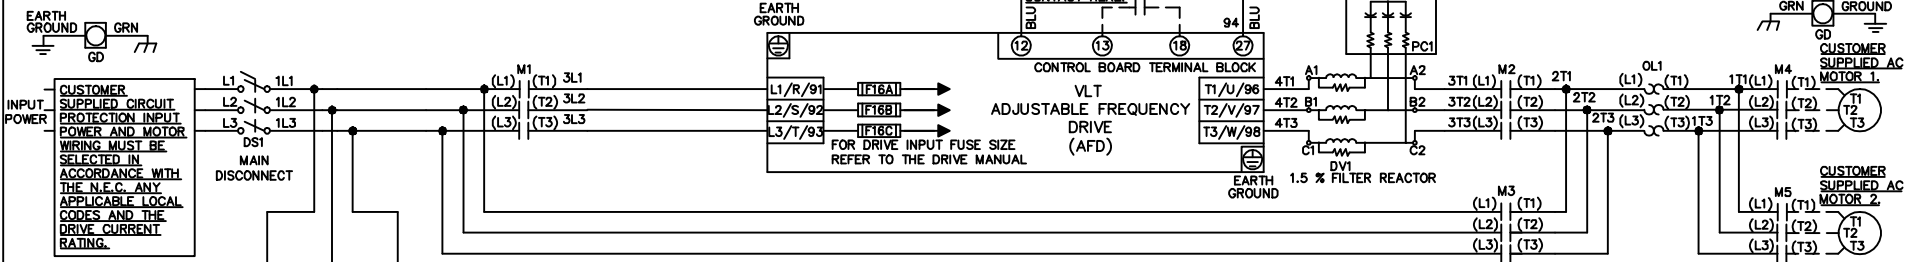 EARTH
GROUND
GRN
GD
INPUT
POWER
CUSTOMER
SUPPLIED CIRCUIT
PROTECTION INPUT
POWER AND MOTOR
WIRING MUST BE
SELECTED IN
ACCORDANCE WITH
THE N.E.C. ANY
APPLICABLE LOCAL
CODES AND THE
DRIVE CURRENT
RATING.
L1 1L1
L2 1L2
L3 1L3
DS1
MAIN
DISCONNECT
M1
(L1) (T1) 3L1
(L2) (T2) 3L2
(L3) (T3) 3L3
EARTH
GROUND
BLU
94 BLU
12 13 18 27
CONTROL BOARD TERMINAL BLOCK
L1/R/91
L2/S/92
L3/T/93
F16A
F16B
F16C
FOR DRIVE INPUT FUSE SIZE
REFER TO THE DRIVE MANUAL
VLT
ADJUSTABLE FREQUENCY
DRIVE
(AFD)
T1/U/96
T2/V/97
T3/W/98
EARTH
GROUND
4T1 A1 A2
4T2 B1 B2
4T3 C1 C2
DV1
1.5 % FILTER REACTOR
PC1
M2
3T1 (L1) (T1) 2T1
3T2 (L2) (T2) 2T2
3T3 (L3) (T3) 2T3
M3
(L1) (T1)
(L2) (T2)
(L3) (T3)
OL1
(L1) (T1) 1T1
(L2) (T2) 1T2
(L3) (T3) 1T3
GRN GROUND
GD
CUSTOMER
SUPPLIED AC
MOTOR 1.
M4
(L1) (T1)
(L2) (T2)
(L3) (T3)
T1
T2
T3
CUSTOMER
SUPPLIED AC
MOTOR 2.
M5
(L1) (T1)
(L2) (T2)
(L3) (T3)
T1
T2
T3